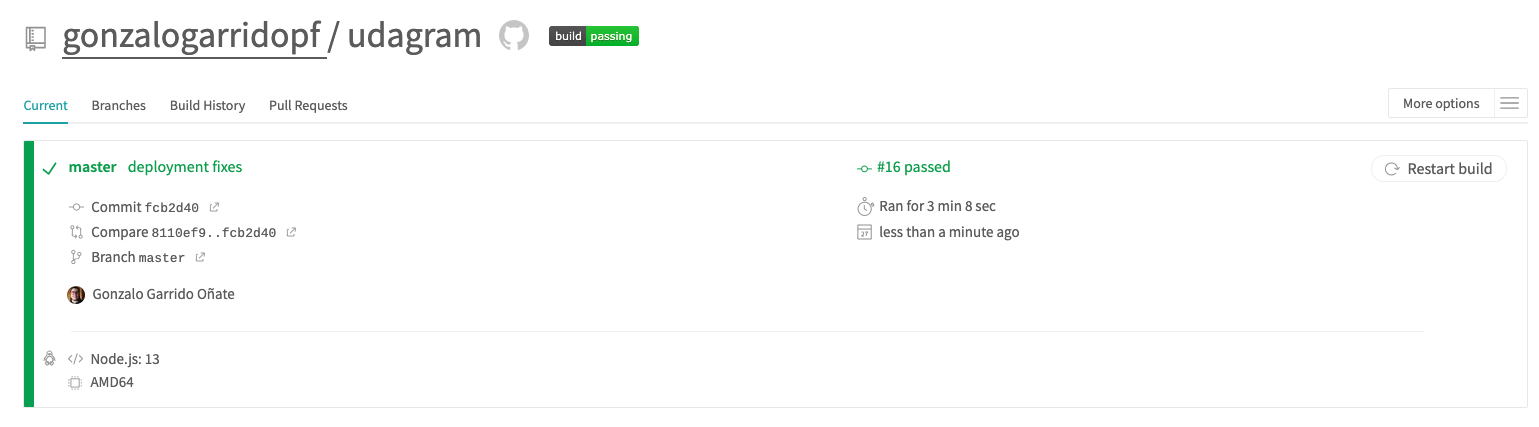 gonzalogarridopf / udagram build passing
Current Branches Build History Pull Requests More options
master deployment fixes #16 passed Restart build
Commit fcb2d40 Ran for 3 min 8 sec
Compare 8110ef9..fcb2d40 less than a minute ago
Branch master
Gonzalo Garrido Oñate
</> Node.js: 13
AMD64